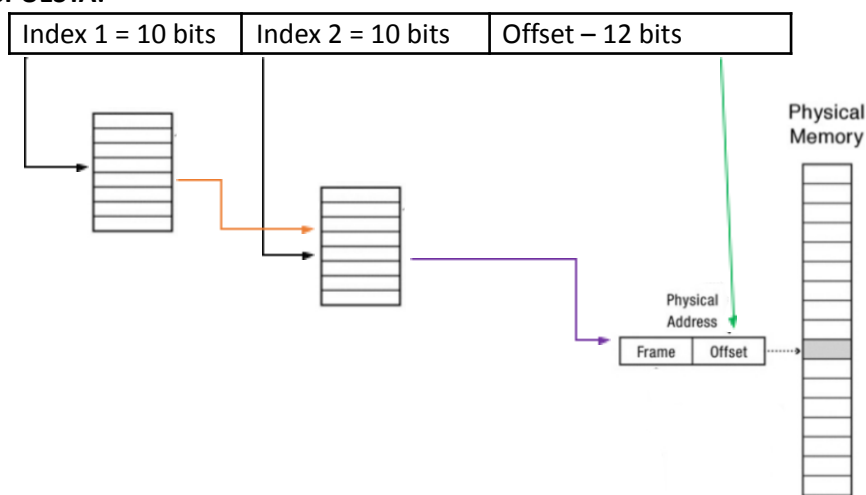 Index 1 = 10 bits Index 2 = 10 bits Offset – 12 bits
Physical
Memory
Physical
Address
Frame Offset